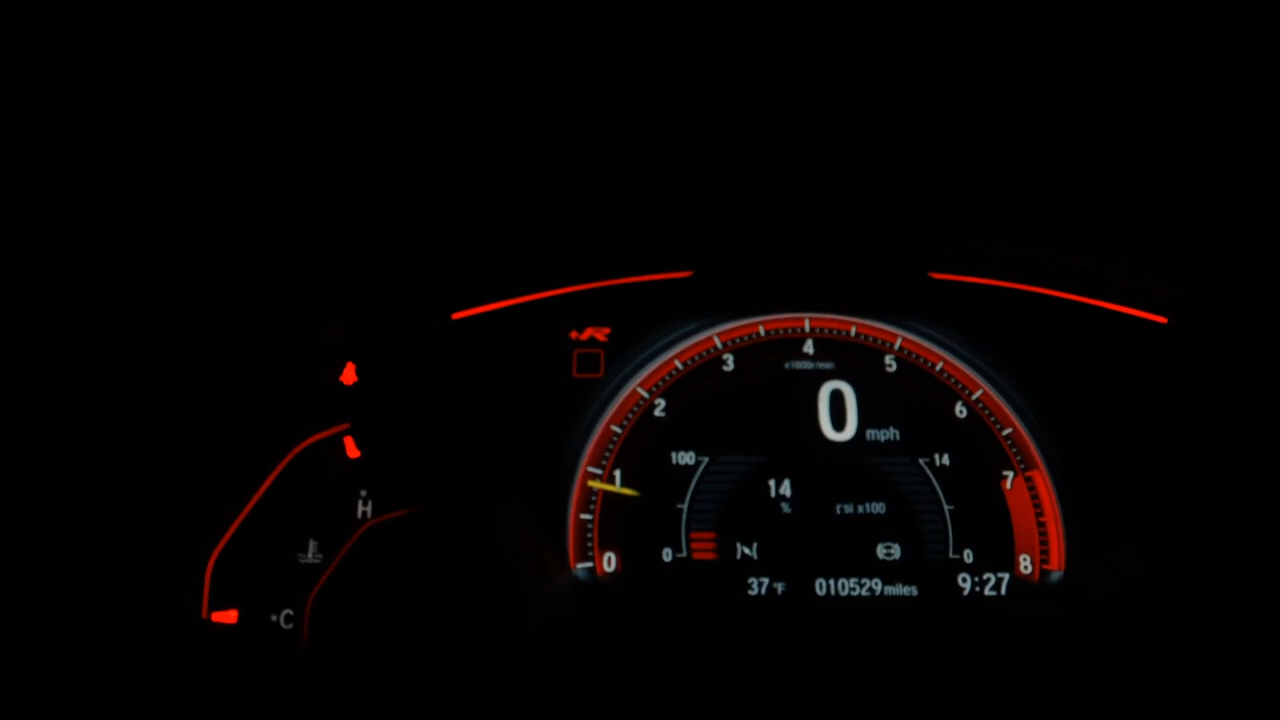 +R
4
3 5
x1000r/min
2 0 mph 6
100 14
1 7
14
% psi x100
H
0 0
0 8
37°F 010529 miles 9:27
C